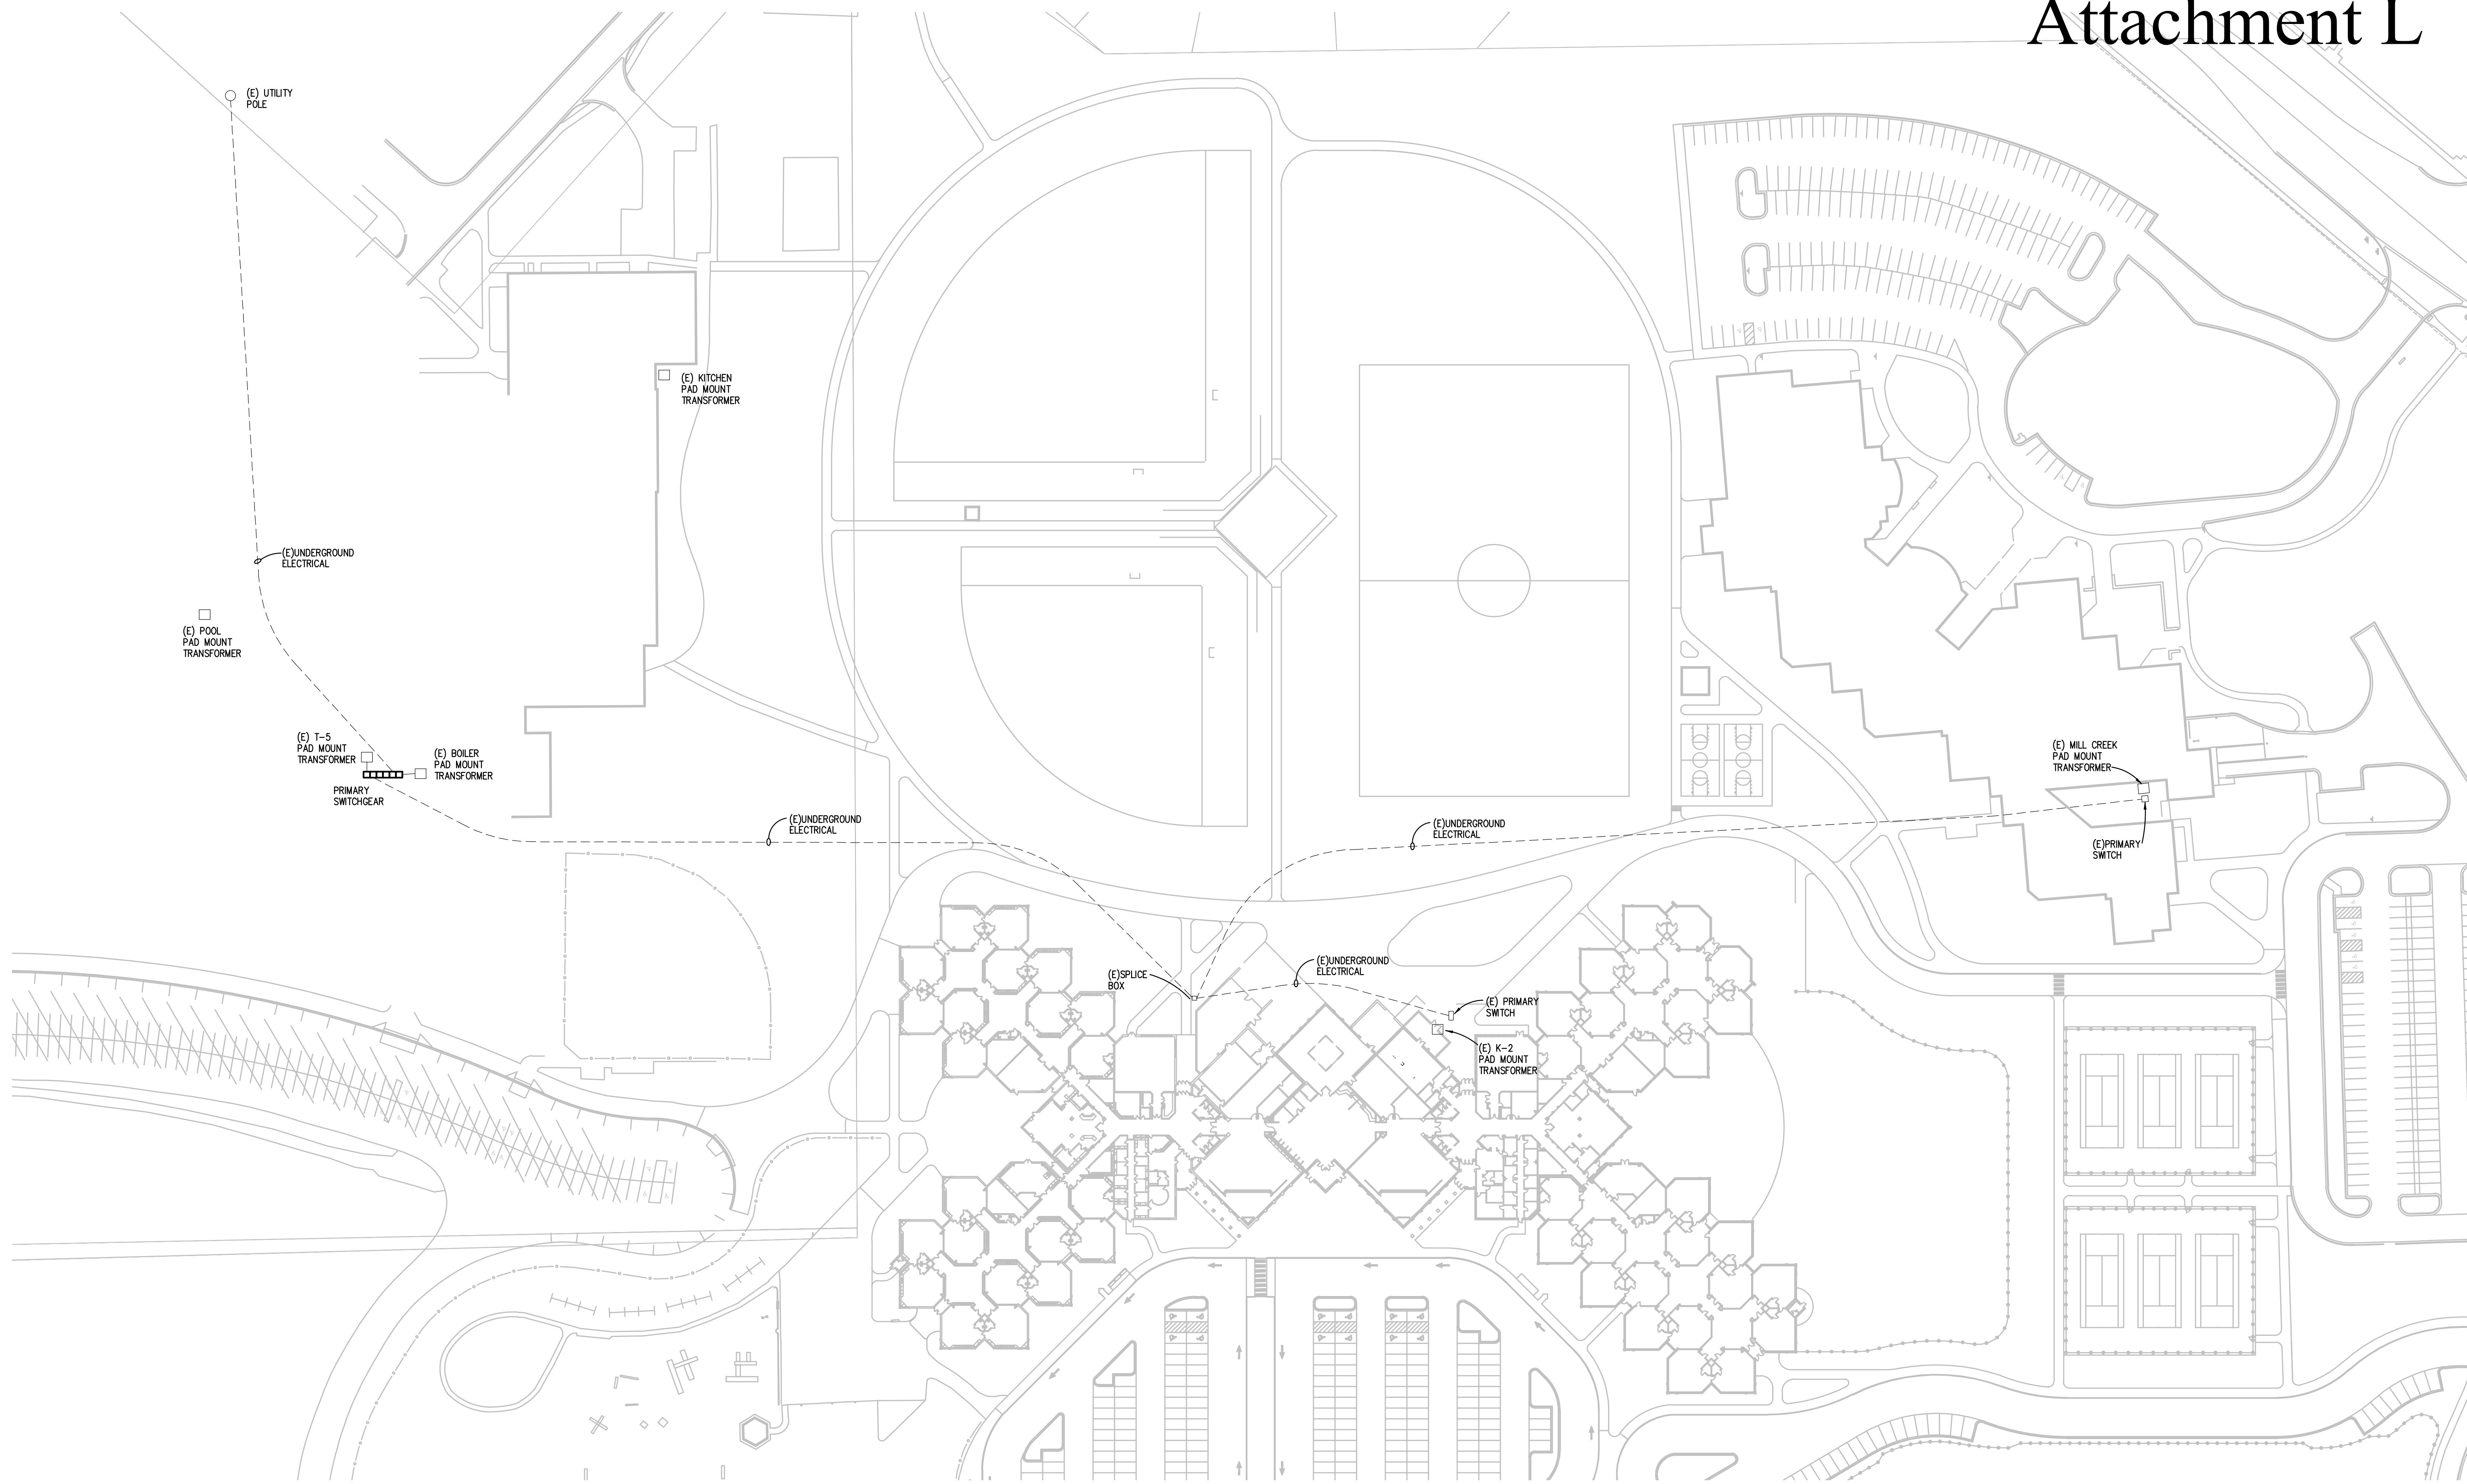 Attachment L
(E) UTILITY
POLE
(E) KITCHEN
PAD MOUNT
TRANSFORMER
(E)UNDERGROUND
ELECTRICAL
(E) POOL
PAD MOUNT
TRANSFORMER
(E) T-5
PAD MOUNT
TRANSFORMER
(E) BOILER
PAD MOUNT
TRANSFORMER
PRIMARY
SWITCHGEAR
(E)UNDERGROUND
ELECTRICAL
(E)UNDERGROUND
ELECTRICAL
(E) MILL CREEK
PAD MOUNT
TRANSFORMER
(E)PRIMARY
SWITCH
(E)SPLICE
BOX
(E)UNDERGROUND
ELECTRICAL
(E) PRIMARY
SWITCH
(E) K-2
PAD MOUNT
TRANSFORMER